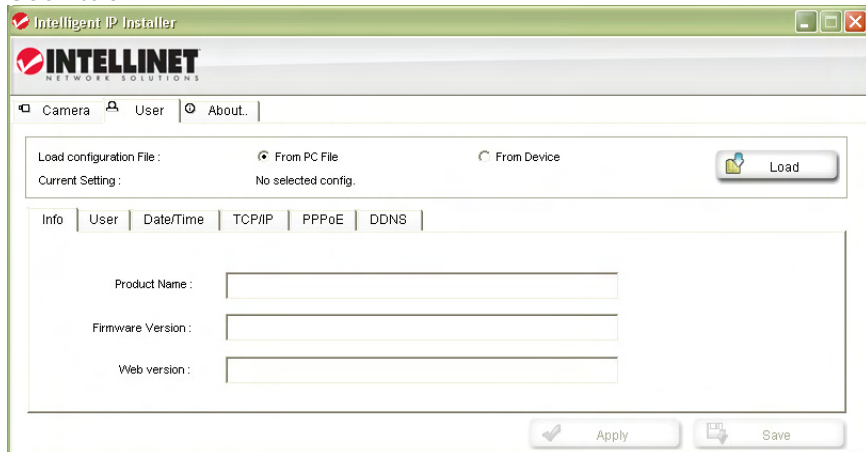 Intelligent IP Installer
INTELLINET
NETWORK SOLUTIONS
Camera User About..
Load configuration File : From PC File From Device Load
Current Setting : No selected config.
Info User Date/Time TCP/IP PPPoE DDNS
Product Name :
Firmware Version :
Web version :
Apply Save